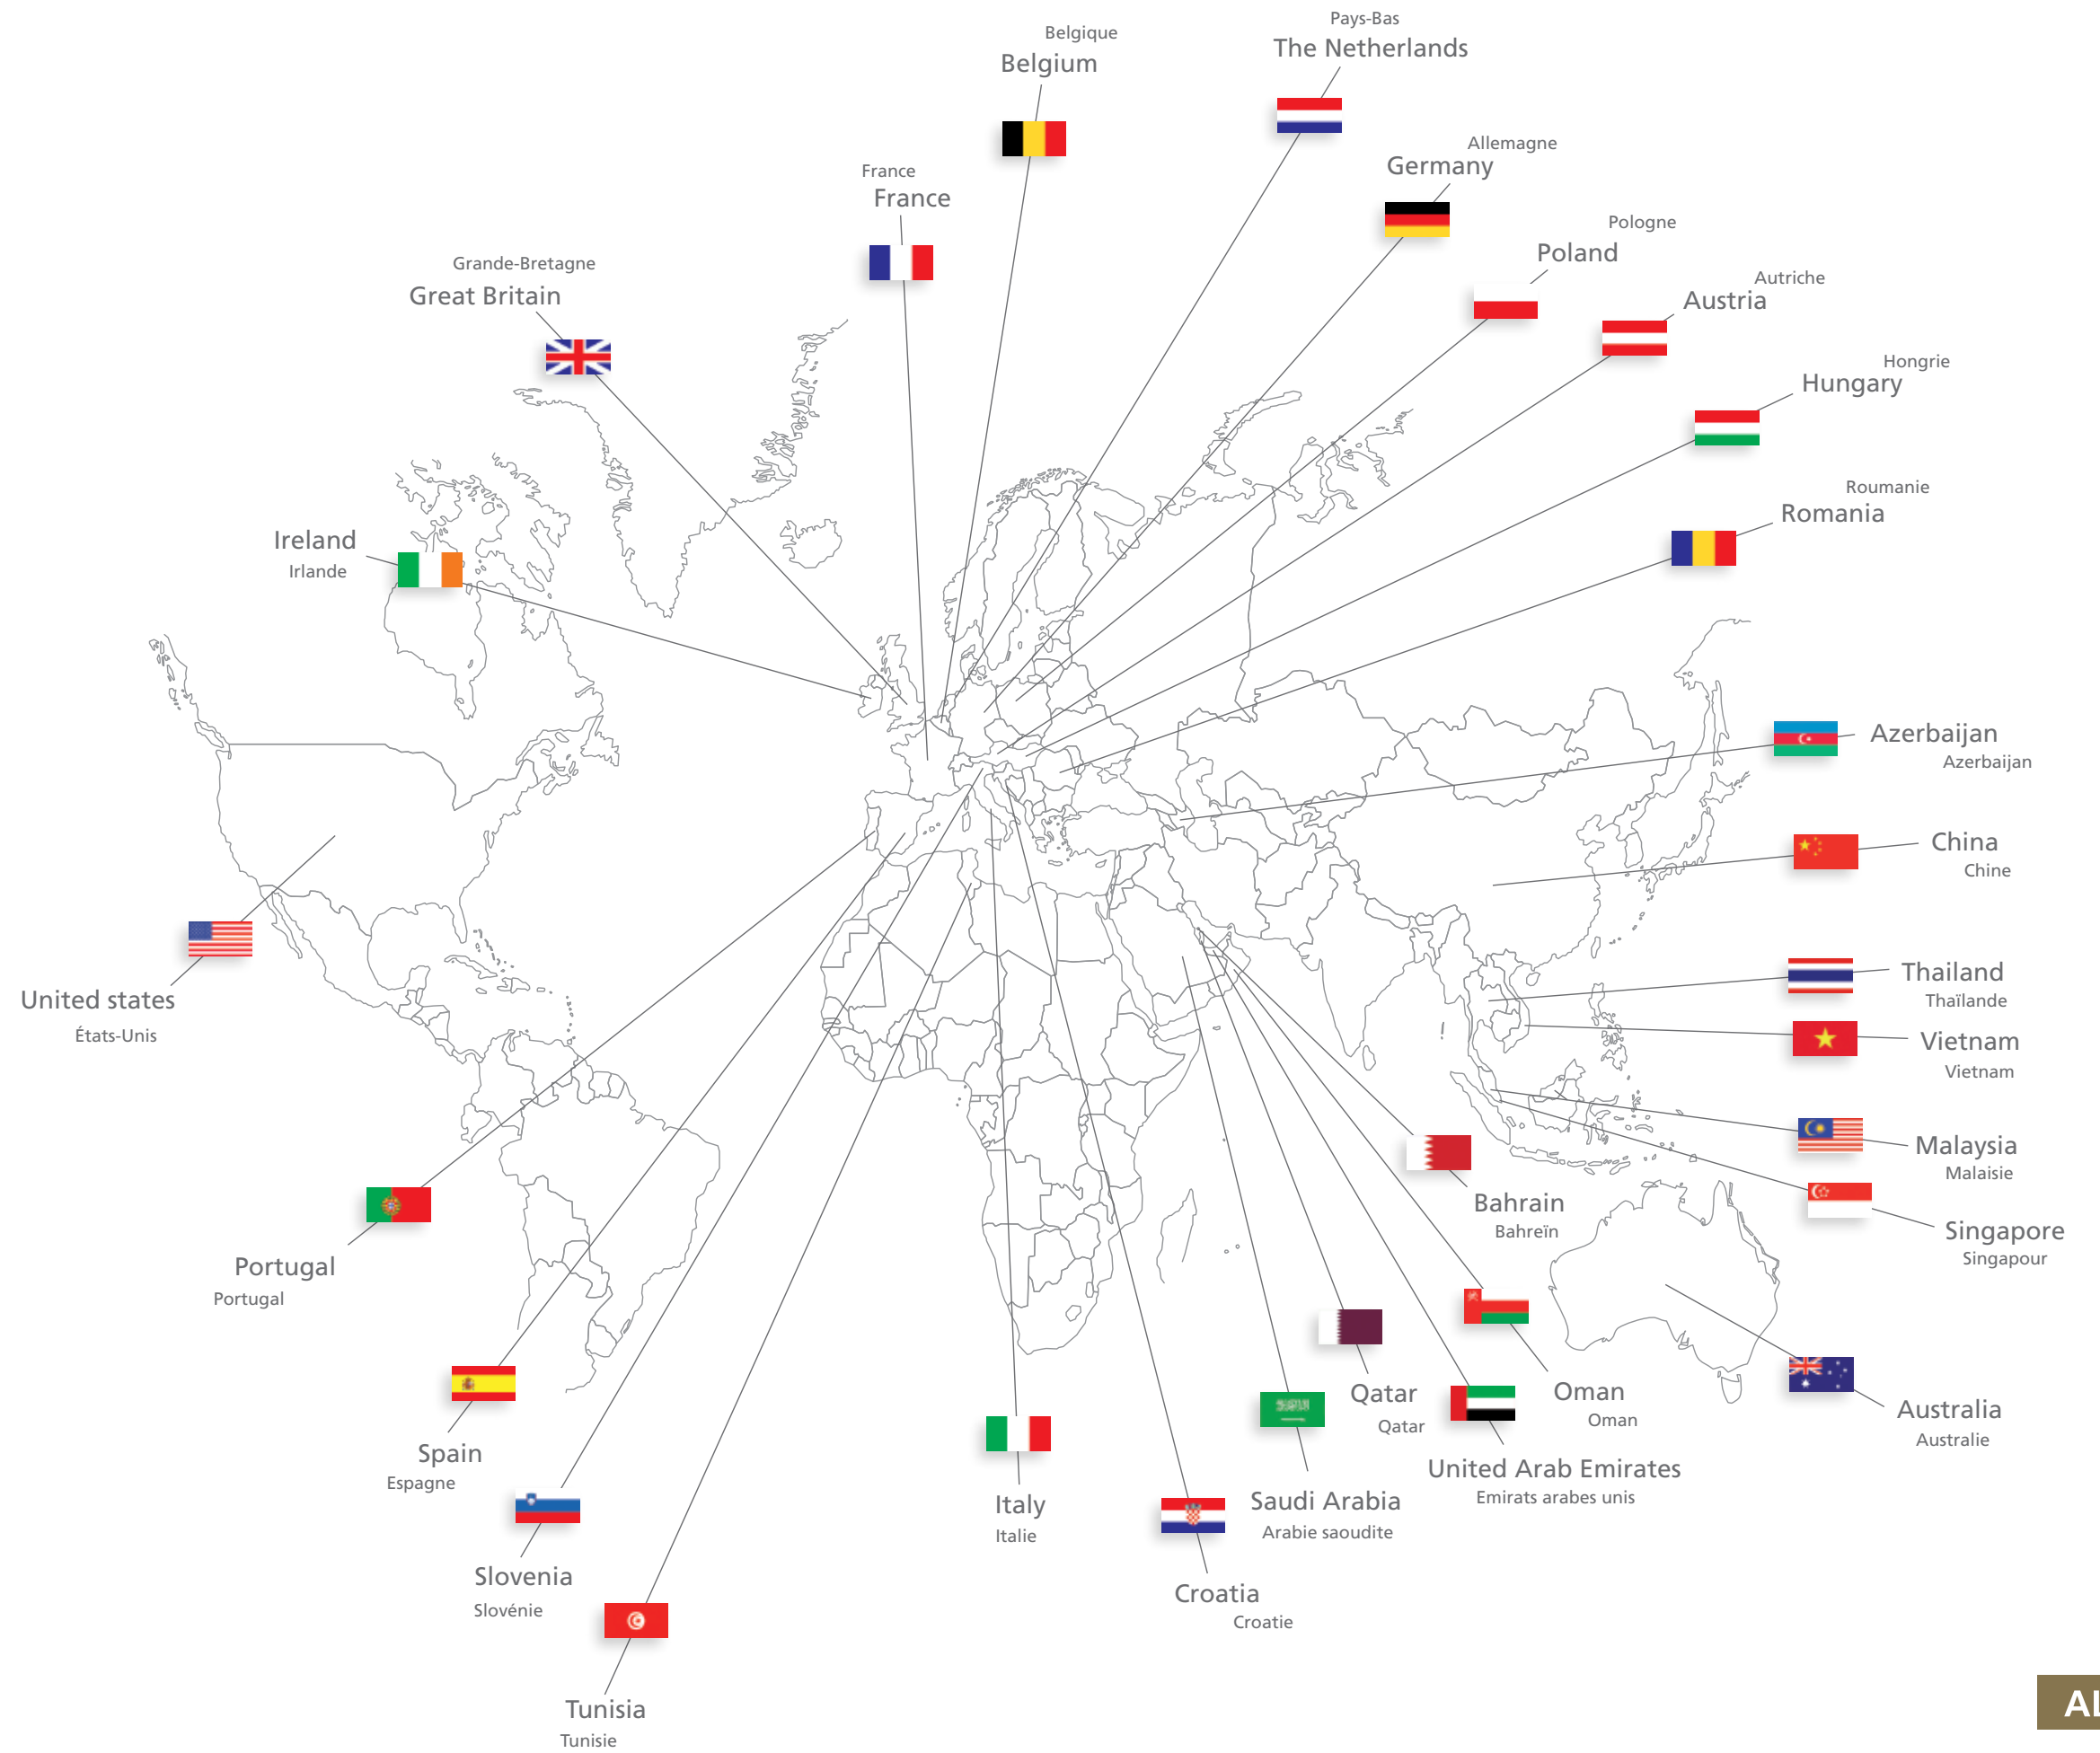 Pays-Bas
The Netherlands
Belgique
Belgium
Allemagne
Germany
France
France
Pologne
Poland
Grande-Bretagne
Great Britain
Autriche
Austria
Hongrie
Hungary
Roumanie
Romania
Ireland
Irlande
Azerbaijan
Azerbaijan
China
Chine
United states
États-Unis
Thailand
Thaïlande
Vietnam
Vietnam
Malaysia
Malaisie
Bahrain
Bahreïn
Singapore
Singapour
Portugal
Portugal
Qatar
Qatar
Oman
Oman
Australia
Australie
Spain
Espagne
United Arab Emirates
Emirats arabes unis
Italy
Italie
Saudi Arabia
Arabie saoudite
Slovenia
Slovénie
Croatia
Croatie
Tunisia
Tunisie